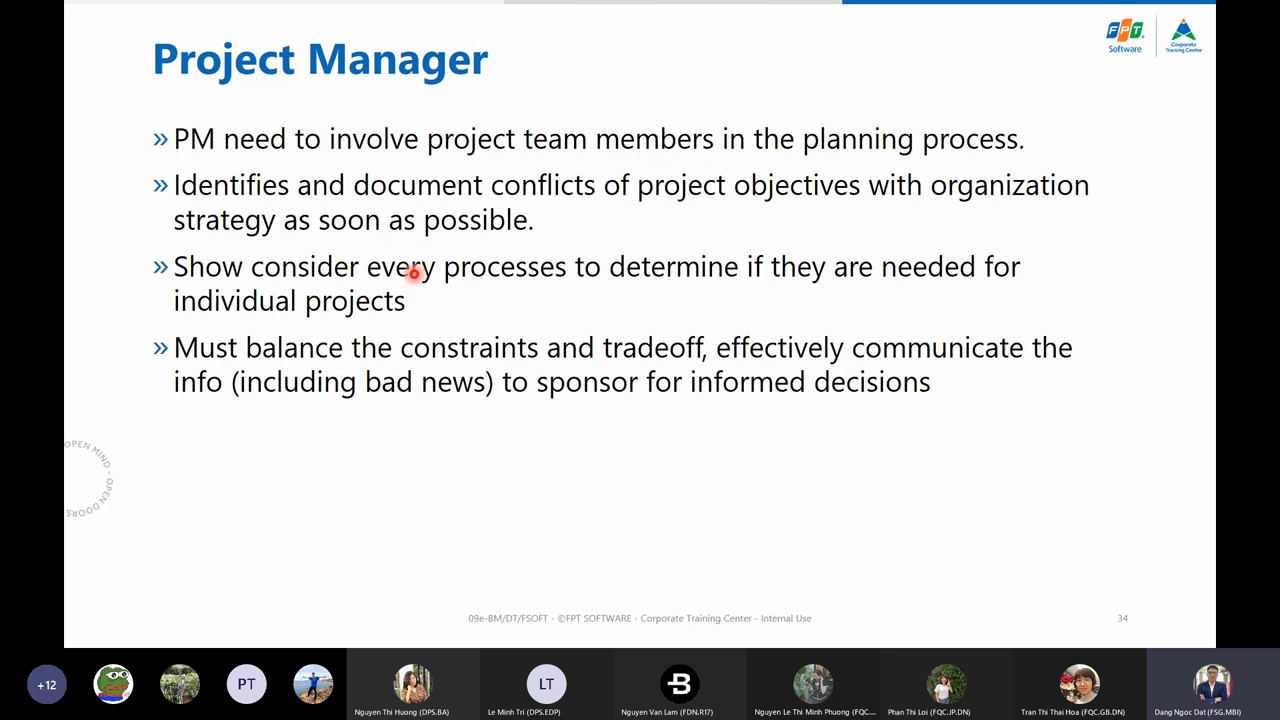 Project Manager
FPT
Software
Corporate
Training Center
» PM need to involve project team members in the planning process.
» Identifies and document conflicts of project objectives with organization
strategy as soon as possible.
» Show consider every processes to determine if they are needed for
individual projects
» Must balance the constraints and tradeoff, effectively communicate the
info (including bad news) to sponsor for informed decisions
OPEN MIND - OPEN DOORS
09e-BM/DT/FSOFT - ©FPT SOFTWARE - Corporate Training Center - Internal Use
34
+12
PT
LT
B
Nguyen Thi Huong (DPS.BA)
Le Minh Tri (DPS.EDP)
Nguyen Van Lam (FDN.R17)
Nguyen Le Thi Minh Phuong (FQC....
Phan Thi Loi (FQC.JP.DN)
Tran Thi Thai Hoa (FQC.GB.DN)
Dang Ngoc Dat (FSG.MBI)